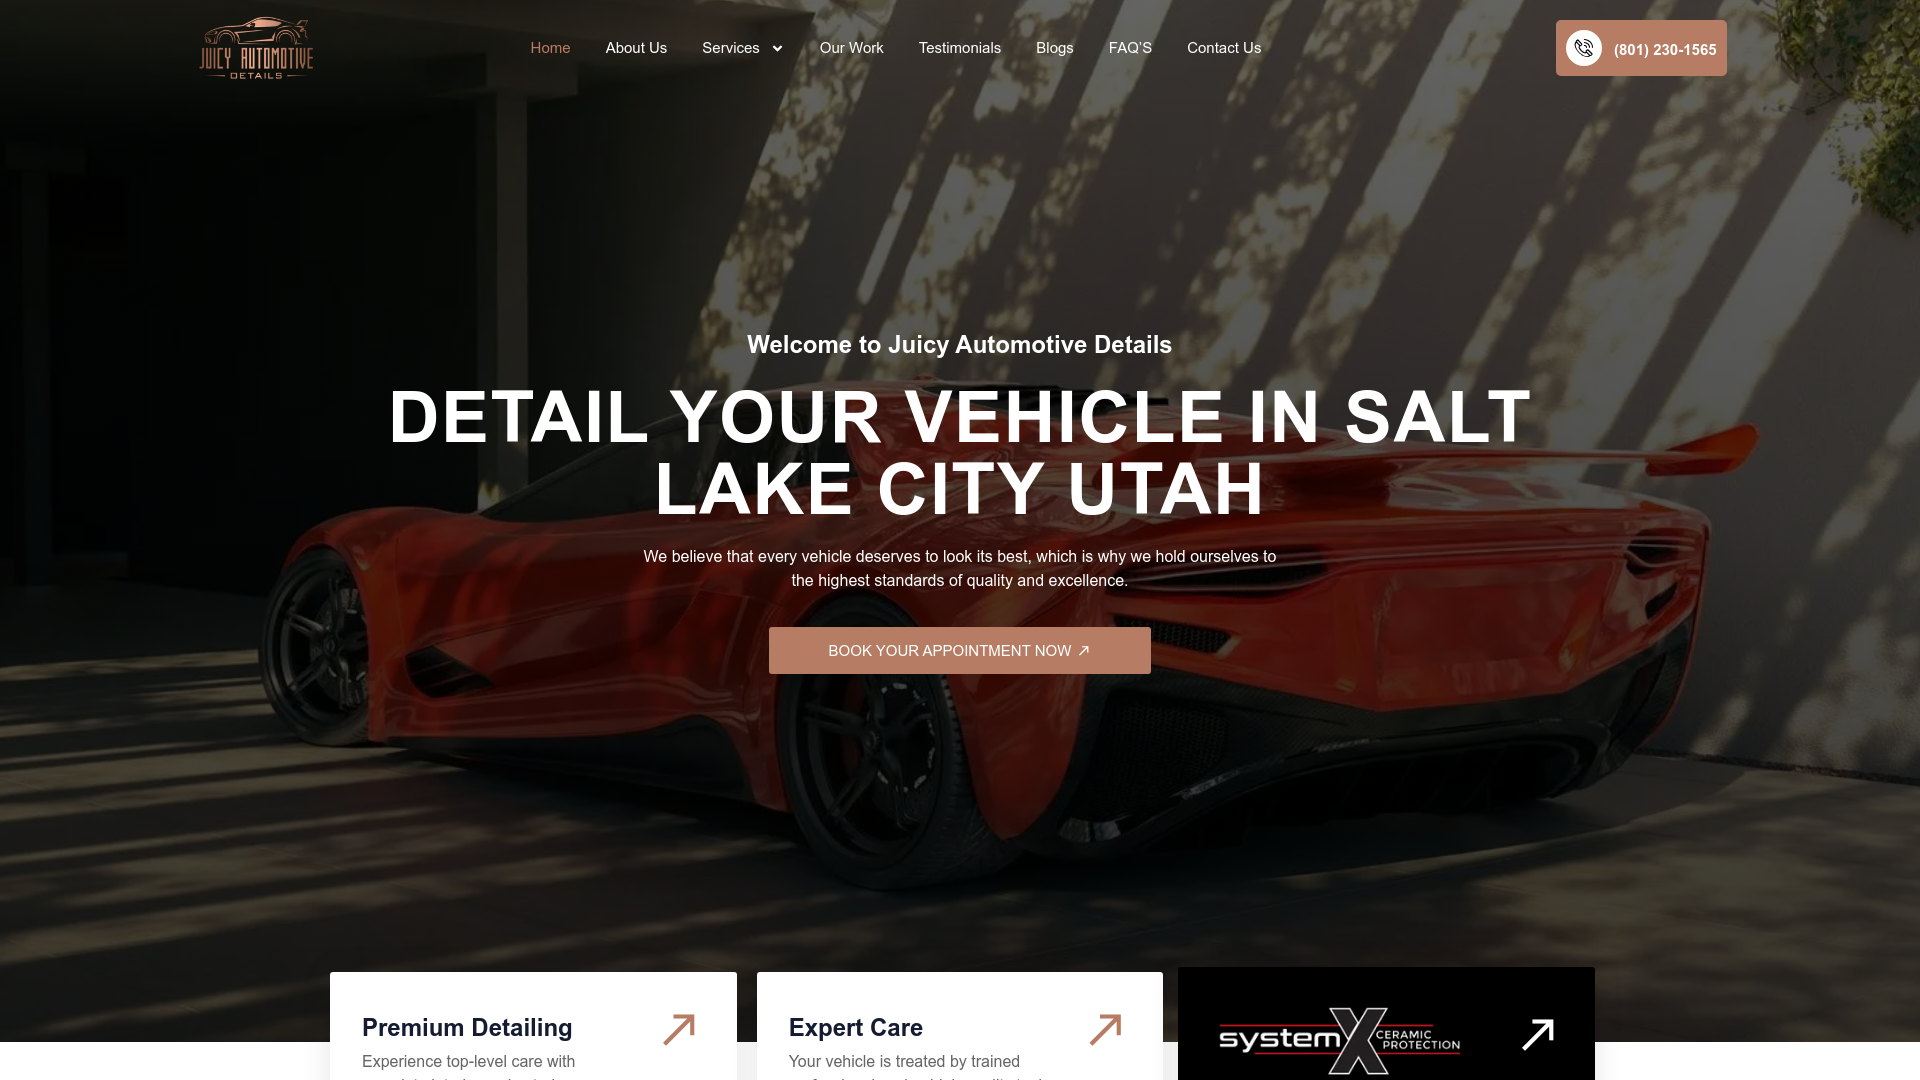 JUICY AUTOMOTIVE
DETAILS
Home
About Us
Services
Our Work
Testimonials
Blogs
FAQ'S
Contact Us
(801) 230-1565
Welcome to Juicy Automotive Details
DETAIL YOUR VEHICLE IN SALT
LAKE CITY UTAH
We believe that every vehicle deserves to look its best, which is why we hold ourselves to
the highest standards of quality and excellence.
BOOK YOUR APPOINTMENT NOW
Premium Detailing
Experience top-level care with
Expert Care
Your vehicle is treated by trained
systemX
CERAMIC
PROTECTION